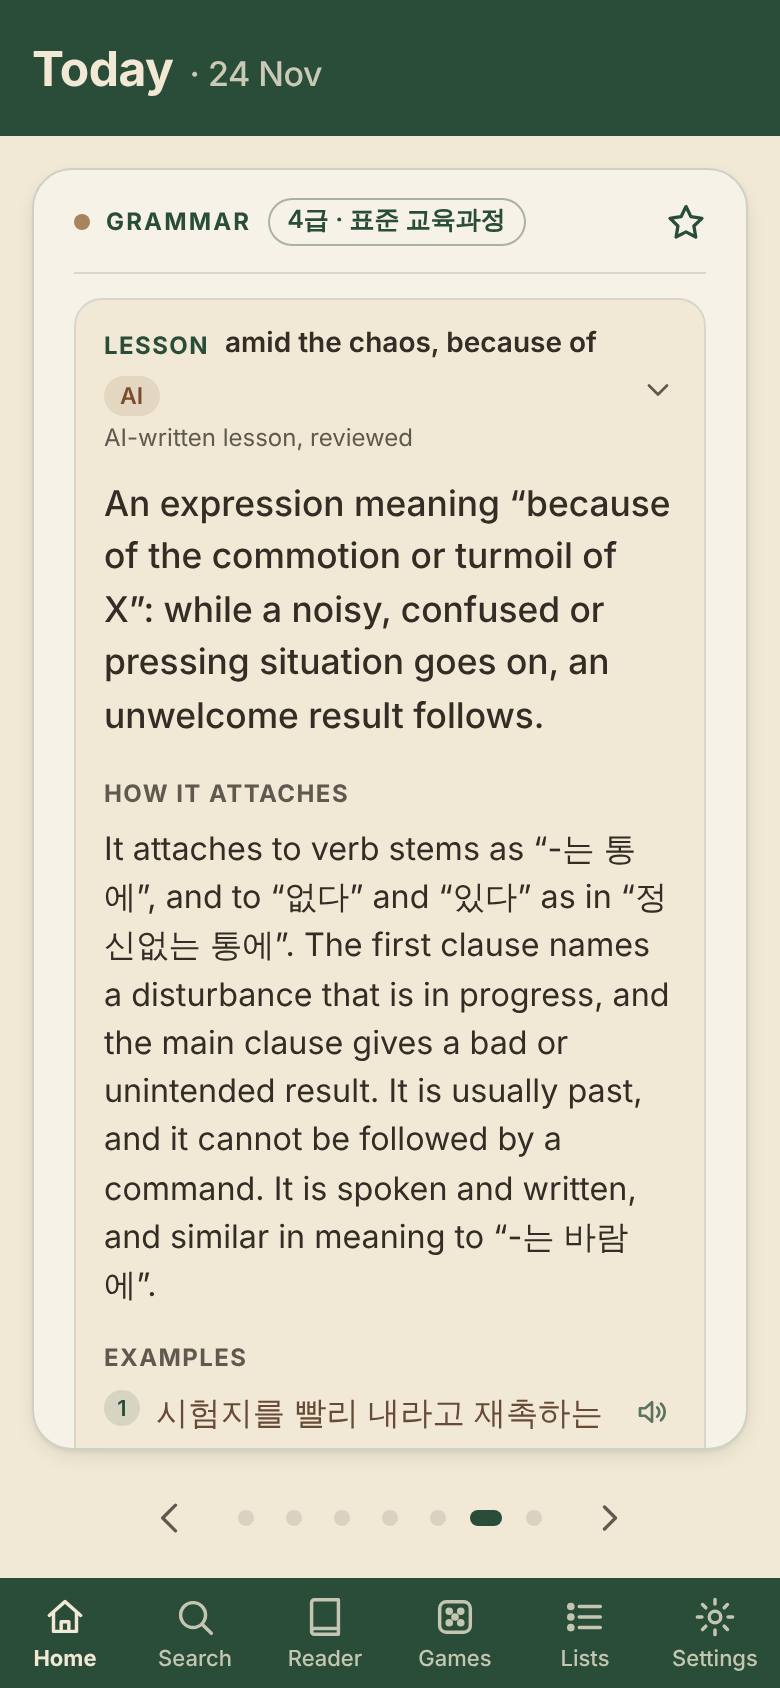 Today · 24 Nov
GRAMMAR 4급 · 표준 교육과정
LESSON amid the chaos, because of
AI
AI-written lesson, reviewed
An expression meaning “because
of the commotion or turmoil of
X”: while a noisy, confused or
pressing situation goes on, an
unwelcome result follows.
HOW IT ATTACHES
It attaches to verb stems as “-는 통
에”, and to “없다” and “있다” as in “정
신없는 통에”. The first clause names
a disturbance that is in progress, and
the main clause gives a bad or
unintended result. It is usually past,
and it cannot be followed by a
command. It is spoken and written,
and similar in meaning to “-는 바람
에”.
EXAMPLES
1 시험지를 빨리 내라고 재촉하는
Home Search Reader Games Lists Settings